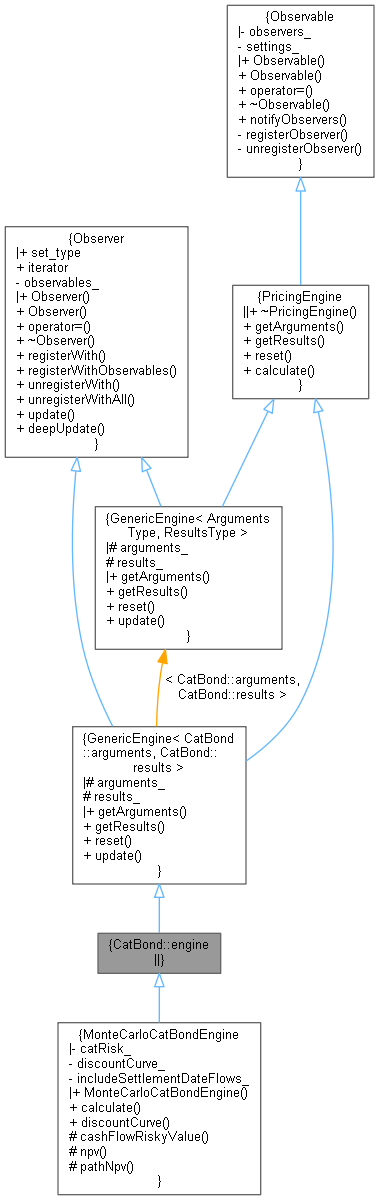 {Observable
|- observers_
- settings_
|+ Observable()
+ Observable()
+ operator=()
+ ~Observable()
+ notifyObservers()
- registerObserver()
- unregisterObserver()
}
{Observer
|+ set_type
+ iterator
- observables_
|+ Observer()
+ Observer()
+ operator=()
+ ~Observer()
+ registerWith()
+ registerWithObservables()
+ unregisterWith()
+ unregisterWithAll()
+ update()
+ deepUpdate()
}
{PricingEngine
||+ ~PricingEngine()
+ getArguments()
+ getResults()
+ reset()
+ calculate()
}
{GenericEngine< Arguments
Type, ResultsType >
|# arguments_
# results_
|+ getArguments()
+ getResults()
+ reset()
+ update()
}
< CatBond::arguments,
CatBond::results >
{GenericEngine< CatBond
::arguments, CatBond::
results >
|# arguments_
# results_
|+ getArguments()
+ getResults()
+ reset()
+ update()
}
{CatBond::engine
||}
{MonteCarloCatBondEngine
|- catRisk_
- discountCurve_
- includeSettlementDateFlows_
|+ MonteCarloCatBondEngine()
+ calculate()
+ discountCurve()
# cashFlowRiskyValue()
# npv()
# pathNpv()
}